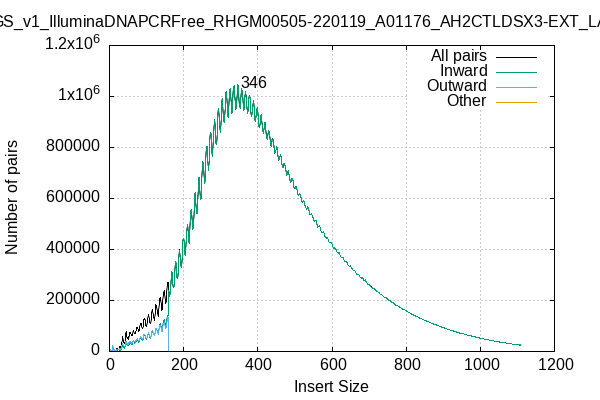 GS_v1_IlluminaDNAPCRFree_RHGM00505-220119_A01176_AH2CTLDSX3-EXT_LA
Number of pairs
1.2x10^6
1x10^6
800000
600000
400000
200000
0
346
All pairs
Inward
Outward
Other
0 200 400 600 800 1000 1200
Insert Size